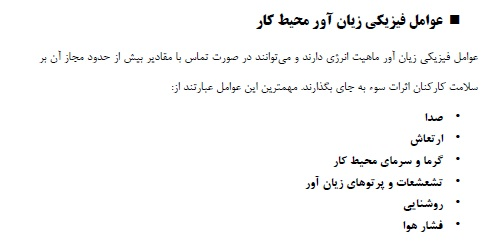 ■ عوامل فیزیکی زیان آور محیط کار
عوامل فیزیکی زیان آور ماهیت انرژی دارند و می‌توانند در صورت تماس با مقادیر بیش از حدود مجاز آن بر
سلامت کارکنان اثرات سوء به جای بگذارند. مهمترین این عوامل عبارتند از:
• صدا
• ارتعاش
• گرما و سرمای محیط کار
• تشعشعات و پرتوهای زیان آور
• روشنایی
• فشار هوا